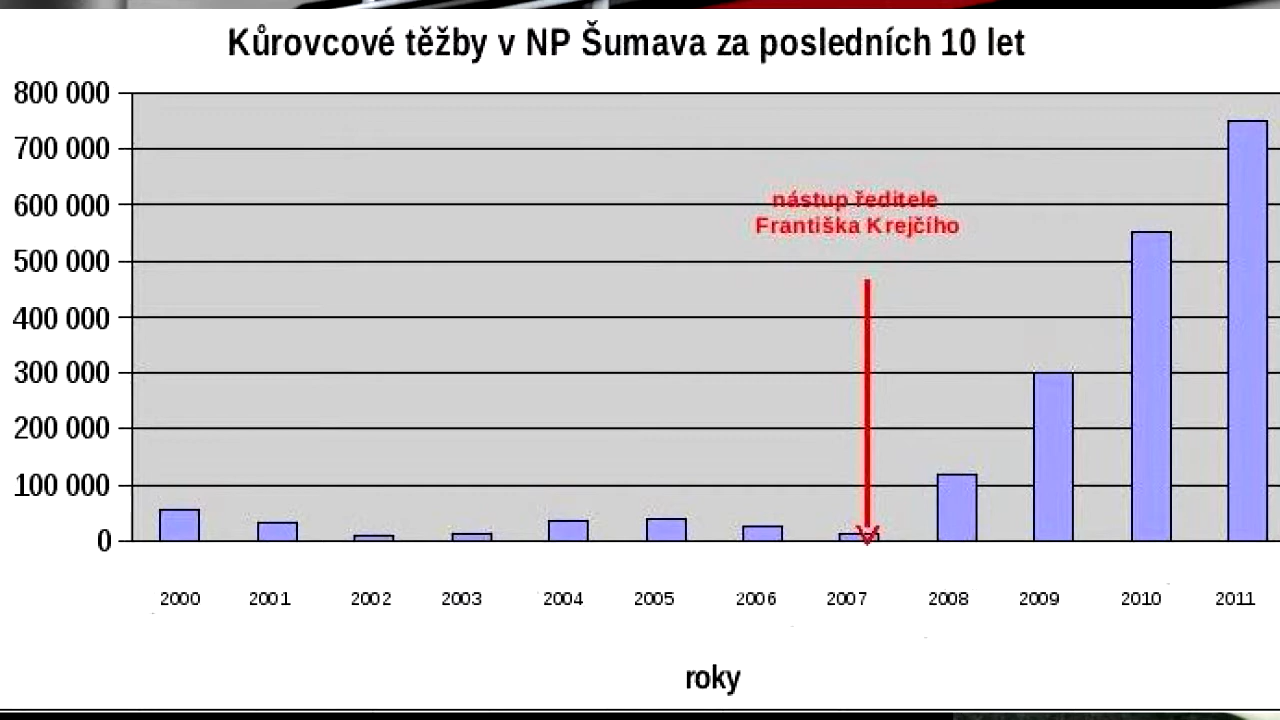 Kůrovcové těžby v NP Šumava za posledních 10 let
800 000
700 000
600 000
500 000
400 000
300 000
200 000
100 000
0
nástup ředitele
Františka Krejčího
2000 2001 2002 2003 2004 2005 2006 2007 2008 2009 2010 2011
roky